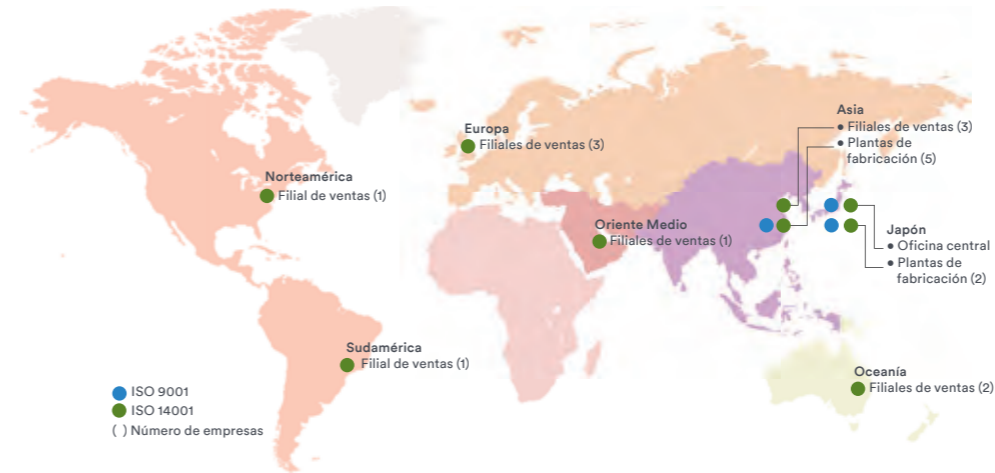 Norteamérica
Filial de ventas (1)
Europa
Filiales de ventas (3)
Asia
• Filiales de ventas (3)
• Plantas de
fabricación (5)
Oriente Medio
Filiales de ventas (1)
Japón
• Oficina central
• Plantas de
fabricación (2)
Sudamérica
Filial de ventas (1)
Oceanía
Filiales de ventas (2)
ISO 9001
ISO 14001
( ) Número de empresas